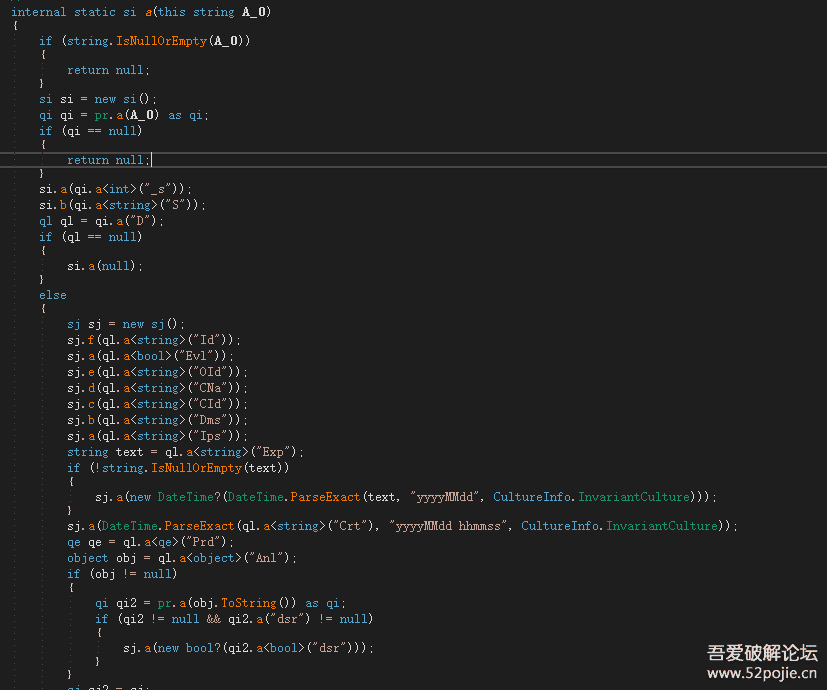 internal static si a(this string A_0)
{
if (string.IsNullOrEmpty(A_0))
{
return null;
}
si si = new si();
qi qi = pr.a(A_0) as qi;
if (qi == null)
{
return null;
}
si.a(qi.a<int>("_s"));
si.b(qi.a<string>("S"));
ql ql = qi.a("D");
if (ql == null)
{
si.a(null);
}
else
{
sj sj = new sj();
sj.f(ql.a<string>("Id"));
sj.a(ql.a<bool>("Evl"));
sj.e(ql.a<string>("OId"));
sj.d(ql.a<string>("CNa"));
sj.c(ql.a<string>("CId"));
sj.b(ql.a<string>("Dms"));
sj.a(ql.a<string>("Ips"));
string text = ql.a<string>("Exp");
if (!string.IsNullOrEmpty(text))
{
sj.a(new DateTime?(DateTime.ParseExact(text, "yyyyMMdd", CultureInfo.InvariantCulture)));
}
sj.a(DateTime.ParseExact(ql.a<string>("Crt"), "yyyyMMdd hhmmss", CultureInfo.InvariantCulture));
qe qe = ql.a<qe>("Prd");
object obj = ql.a<object>("Anl");
if (obj != null)
{
qi qi2 = pr.a(obj.ToString()) as qi;
if (qi2 != null && qi2.a("dsr") != null)
{
sj.a(new bool?(qi2.a<bool>("dsr")));
}
}
吾爱破解论坛
www.52pojie.cn